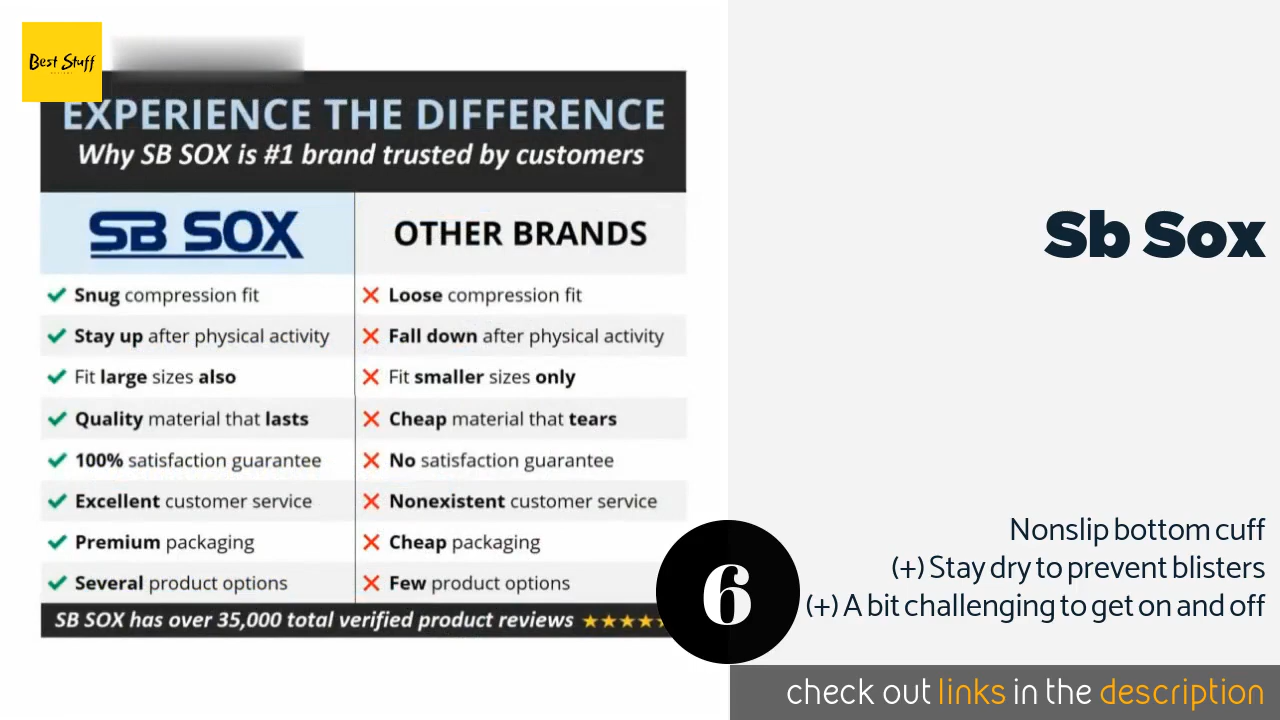 Best Stuff
EXPERIENCE THE DIFFERENCE
Why SB SOX is #1 brand trusted by customers
SB SOX
OTHER BRANDS
Snug compression fit
Loose compression fit
Stay up after physical activity
Fall down after physical activity
Fit large sizes also
Fit smaller sizes only
Quality material that lasts
Cheap material that tears
100% satisfaction guarantee
No satisfaction guarantee
Excellent customer service
Nonexistent customer service
Premium packaging
Cheap packaging
Several product options
Few product options
SB SOX has over 35,000 total verified product reviews
Sb Sox
6
Nonslip bottom cuff
(+) Stay dry to prevent blisters
(+) A bit challenging to get on and off
check out links in the description